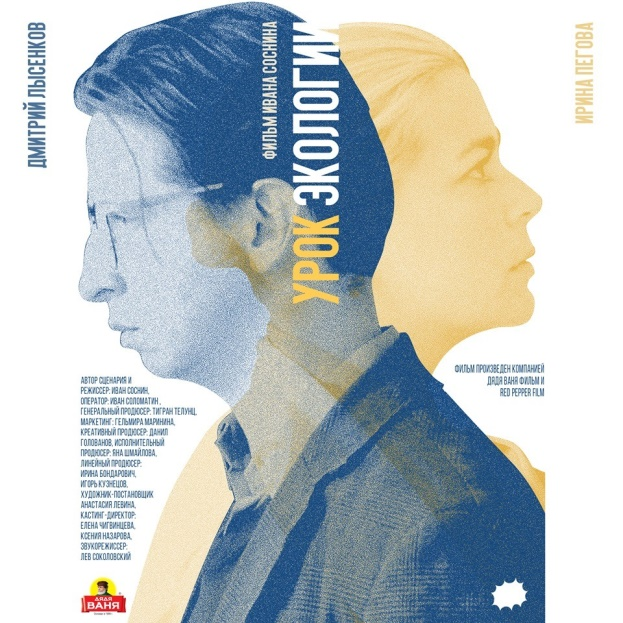 ДМИТРИЙ ЛЫСЕНКОВ
ФИЛЬМ ИВАНА СОСНИНА
УРОК ЭКОЛОГИИ
ИРИНА ПЕГОВА
АВТОР СЦЕНАРИЯ И
РЕЖИССЕР: ИВАН СОСНИН,
ОПЕРАТОР: ИВАН СОЛОМАТИН ,
ГЕНЕРАЛЬНЫЙ ПРОДЮСЕР: ТИГРАН ТЕЛУНЦ,
МАРКЕТИНГ: ГЕЛЬМИРА МАРИНИНА,
КРЕАТИВНЫЙ ПРОДЮСЕР: ДАНИЛ
ГОЛОВАНОВ, ИСПОЛНИТЕЛЬНЫЙ
ПРОДЮСЕР: ЯНА ШМАЙЛОВА,
ЛИНЕЙНЫЙ ПРОДЮСЕР:
ИРИНА БОНДАРОВИЧ,
ИГОРЬ КУЗНЕЦОВ,
ХУДОЖНИК-ПОСТАНОВЩИК
АНАСТАСИЯ ЛЕВИНА,
КАСТИНГ-ДИРЕКТОР:
ЕЛЕНА ЧИГВИНЦЕВА,
КСЕНИЯ НАЗАРОВА,
ЗВУКОРЕЖИССЕР:
ЛЕВ СОКОЛОВСКИЙ
ФИЛЬМ ПРОИЗВЕДЕН КОМПАНИЕЙ
ДЯДЯ ВАНЯ ФИЛЬМ И
RED PEPPER FILM
ДЯДЯ
ВАНЯ